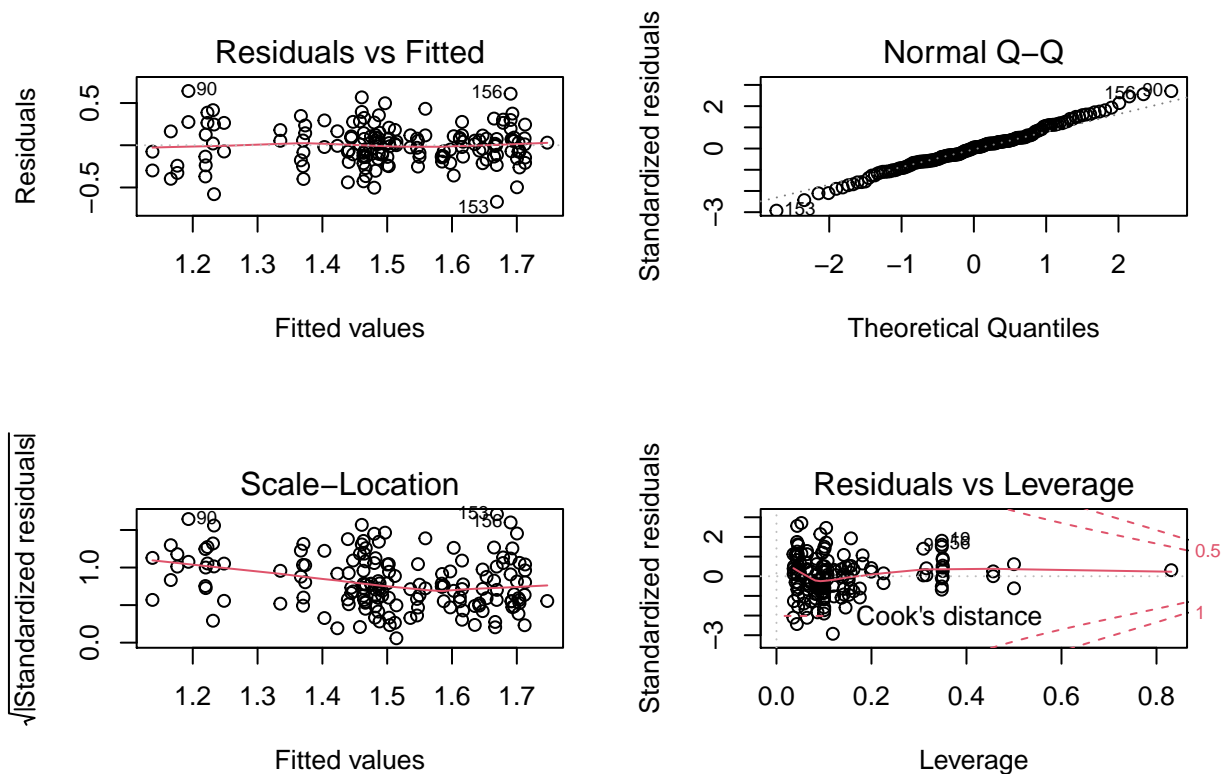 Residuals vs Fitted
Residuals
0.5
−0.5
90
156
153
1.2 1.3 1.4 1.5 1.6 1.7
Fitted values
Normal Q−Q
Standardized residuals
2
0
−3
156
90
153
−2 −1 0 1 2
Theoretical Quantiles
Scale−Location
√|Standardized residuals|
1.0
0.0
90
153
156
1.2 1.3 1.4 1.5 1.6 1.7
Fitted values
Residuals vs Leverage
Standardized residuals
2
0
−3
Cook's distance
0.5
1
0.0 0.2 0.4 0.6 0.8
Leverage